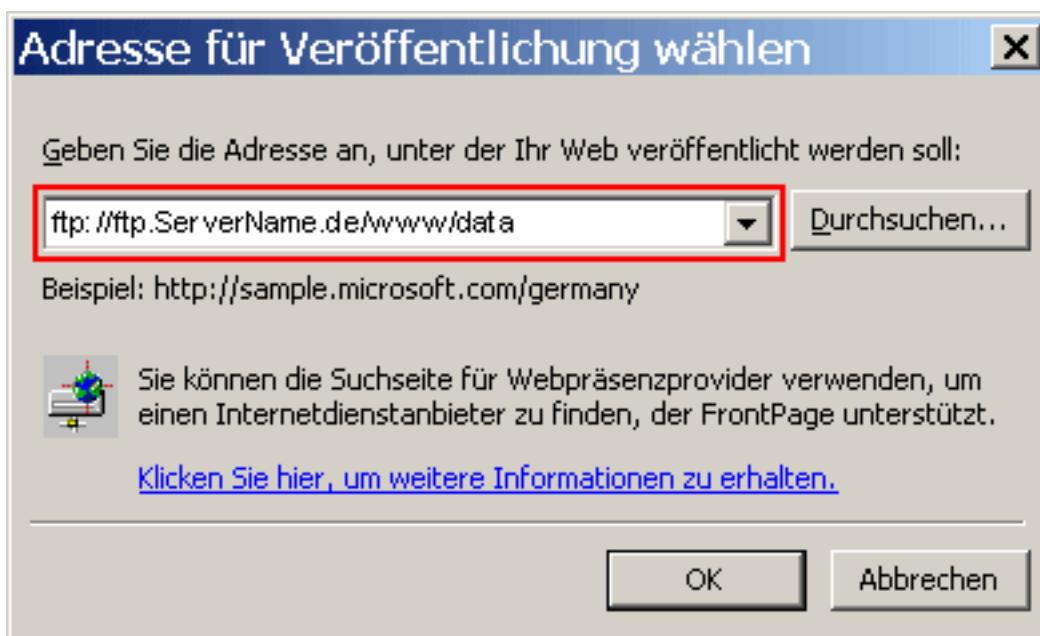 Adresse für Veröffentlichung wählen
Geben Sie die Adresse an, unter der Ihr Web veröffentlicht werden soll:
ftp://ftp.ServerName.de/www/data
Durchsuchen...
Beispiel: http://sample.microsoft.com/germany
Sie können die Suchseite für Webpräsenzprovider verwenden, um
einen Internetdienstanbieter zu finden, der FrontPage unterstützt.
Klicken Sie hier, um weitere Informationen zu erhalten.
OK
Abbrechen